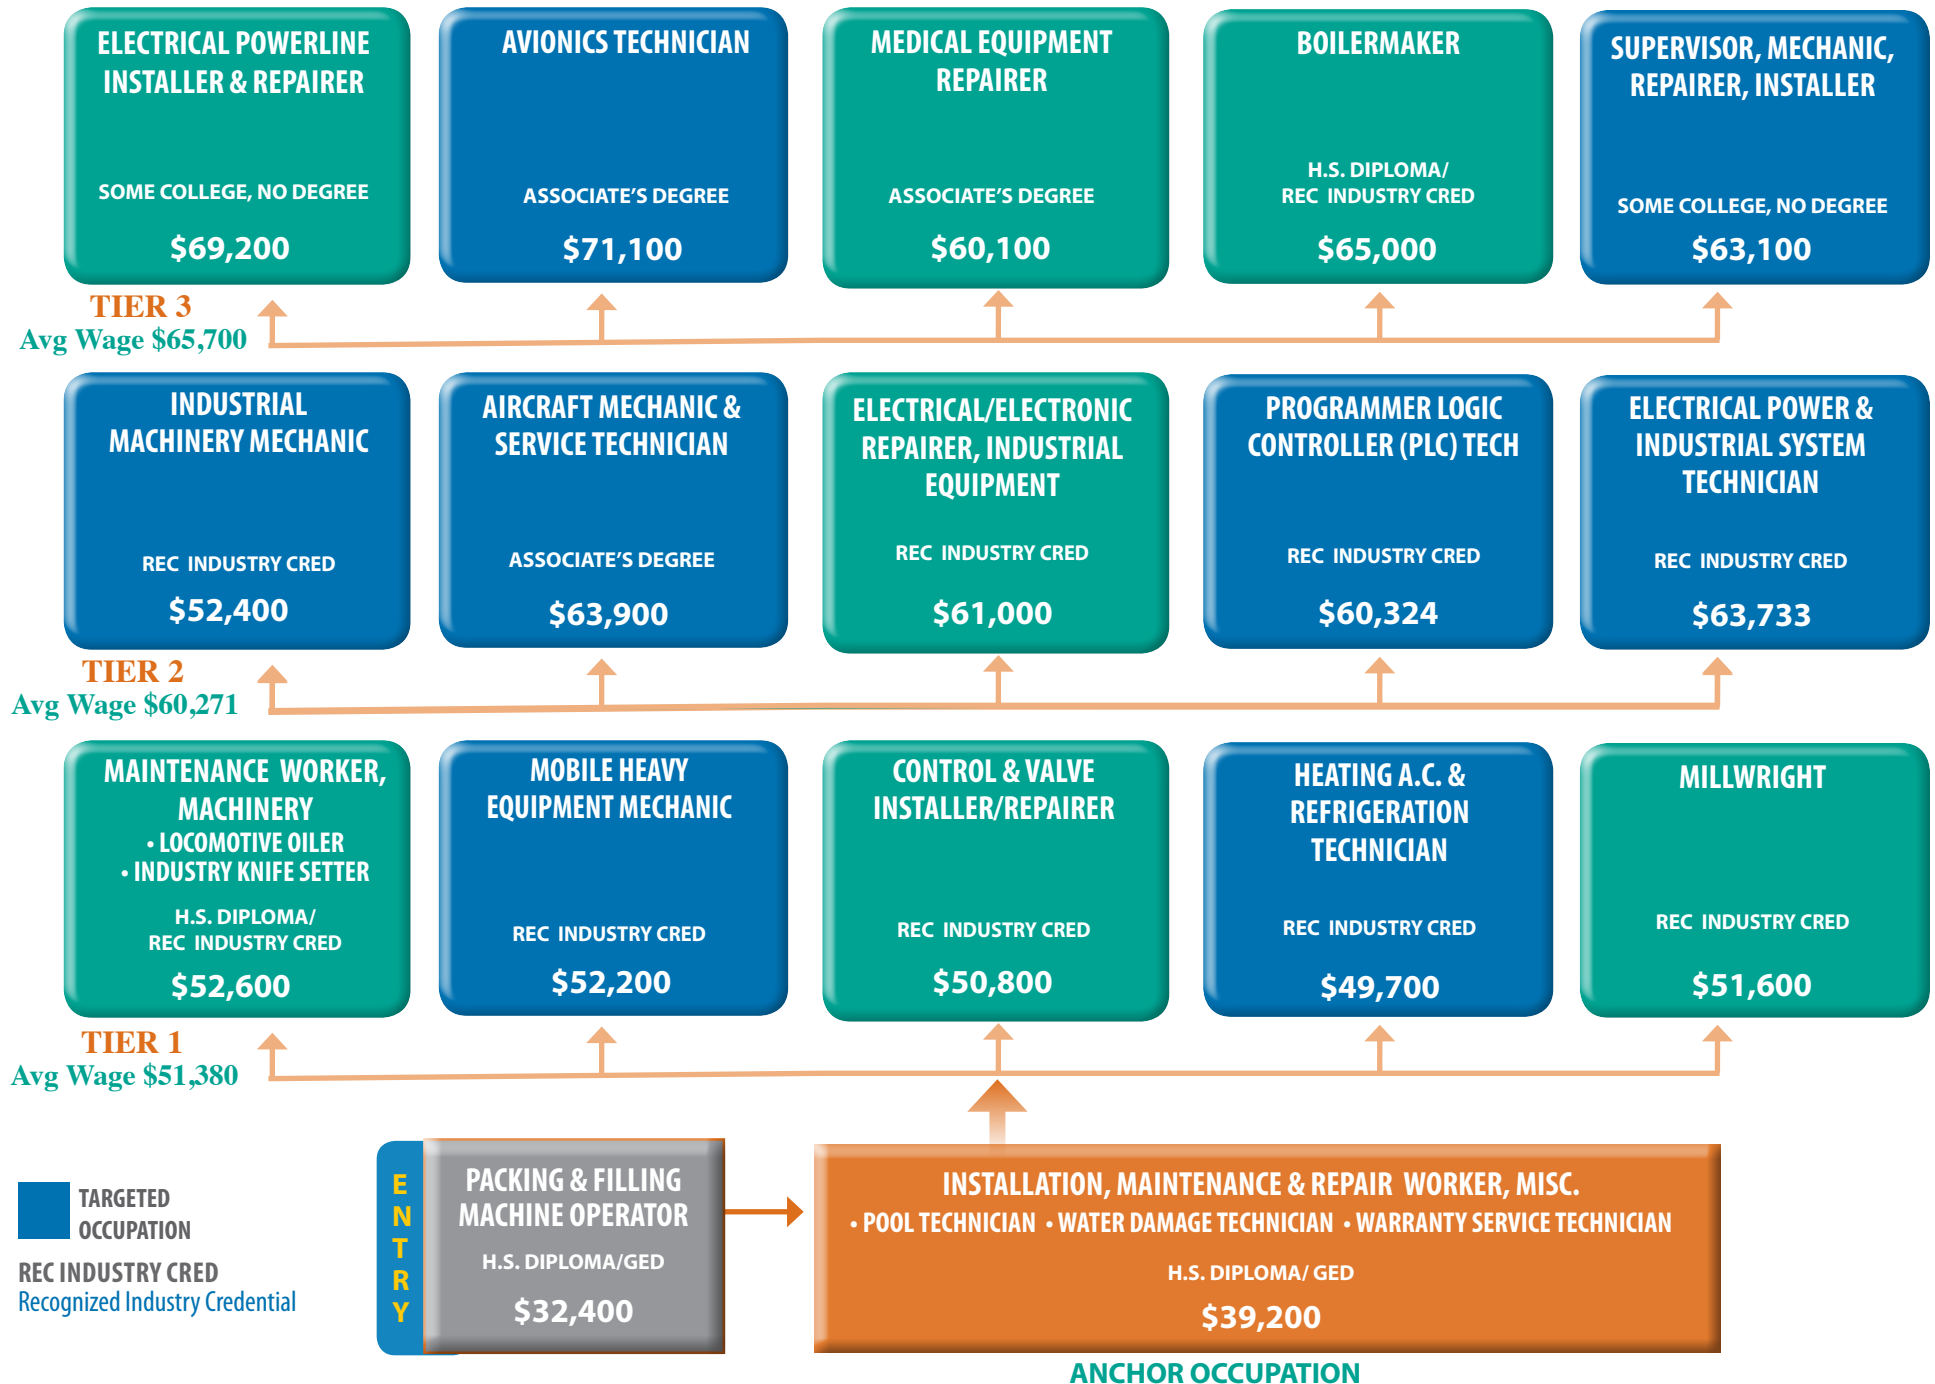 ELECTRICAL POWERLINE
INSTALLER & REPAIRER
SOME COLLEGE, NO DEGREE
$69,200
AVIONICS TECHNICIAN
ASSOCIATE'S DEGREE
$71,100
MEDICAL EQUIPMENT
REPAIRER
ASSOCIATE'S DEGREE
$60,100
BOILERMAKER
H.S. DIPLOMA/
REC INDUSTRY CRED
$65,000
SUPERVISOR, MECHANIC,
REPAIRER, INSTALLER
SOME COLLEGE, NO DEGREE
$63,100
TIER 3
Avg Wage $65,700
INDUSTRIAL
MACHINERY MECHANIC
REC INDUSTRY CRED
$52,400
AIRCRAFT MECHANIC &
SERVICE TECHNICIAN
ASSOCIATE'S DEGREE
$63,900
ELECTRICAL/ELECTRONIC
REPAIRER, INDUSTRIAL
EQUIPMENT
REC INDUSTRY CRED
$61,000
PROGRAMMER LOGIC
CONTROLLER (PLC) TECH
REC INDUSTRY CRED
$60,324
ELECTRICAL POWER &
INDUSTRIAL SYSTEM
TECHNICIAN
REC INDUSTRY CRED
$63,733
TIER 2
Avg Wage $60,271
MAINTENANCE WORKER,
MACHINERY
• LOCOMOTIVE OILER
• INDUSTRY KNIFE SETTER
H.S. DIPLOMA/
REC INDUSTRY CRED
$52,600
MOBILE HEAVY
EQUIPMENT MECHANIC
REC INDUSTRY CRED
$52,200
CONTROL & VALVE
INSTALLER/REPAIRER
REC INDUSTRY CRED
$50,800
HEATING A.C. &
REFRIGERATION
TECHNICIAN
REC INDUSTRY CRED
$49,700
MILLWRIGHT
REC INDUSTRY CRED
$51,600
TIER 1
Avg Wage $51,380
TARGETED
OCCUPATION
REC INDUSTRY CRED
Recognized Industry Credential
ENTRY
PACKING & FILLING
MACHINE OPERATOR
H.S. DIPLOMA/GED
$32,400
INSTALLATION, MAINTENANCE & REPAIR WORKER, MISC.
• POOL TECHNICIAN • WATER DAMAGE TECHNICIAN • WARRANTY SERVICE TECHNICIAN
H.S. DIPLOMA/ GED
$39,200
ANCHOR OCCUPATION